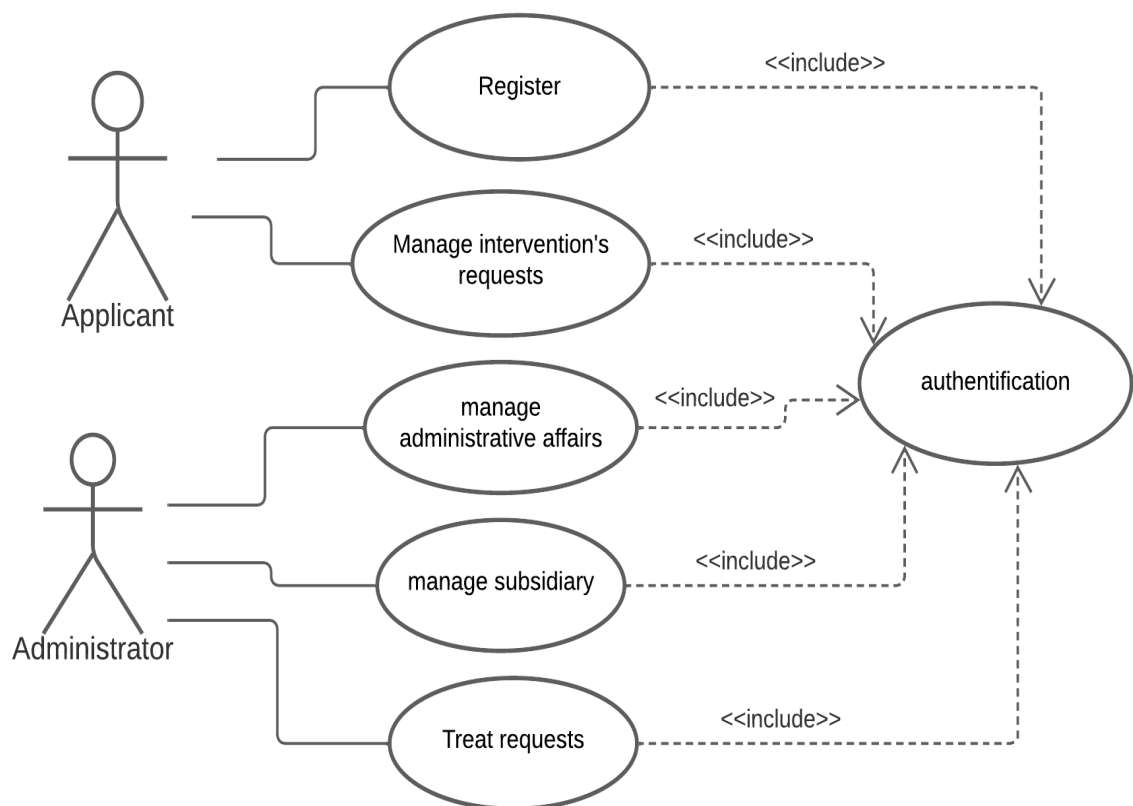 <<include>>
Register
Applicant
<<include>>
Manage intervention's
requests
authentification
<<include>>
manage
administrative affairs
Administrator
<<include>>
manage subsidiary
<<include>>
Treat requests